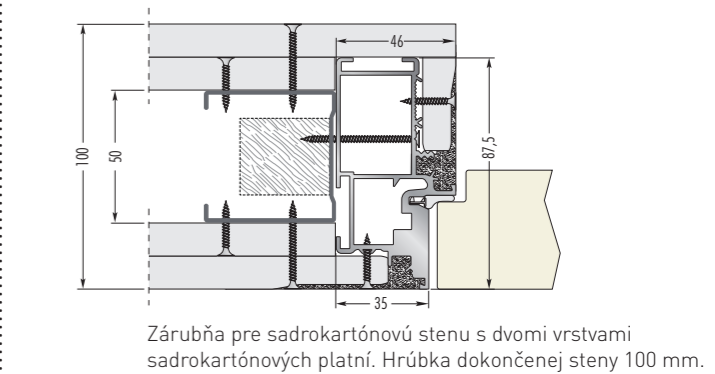 46
100
50
87,5
35
Zárubňa pre sadrokartónovú stenu s dvomi vrstvami
sadrokartónových platní. Hrúbka dokončenej steny 100 mm.